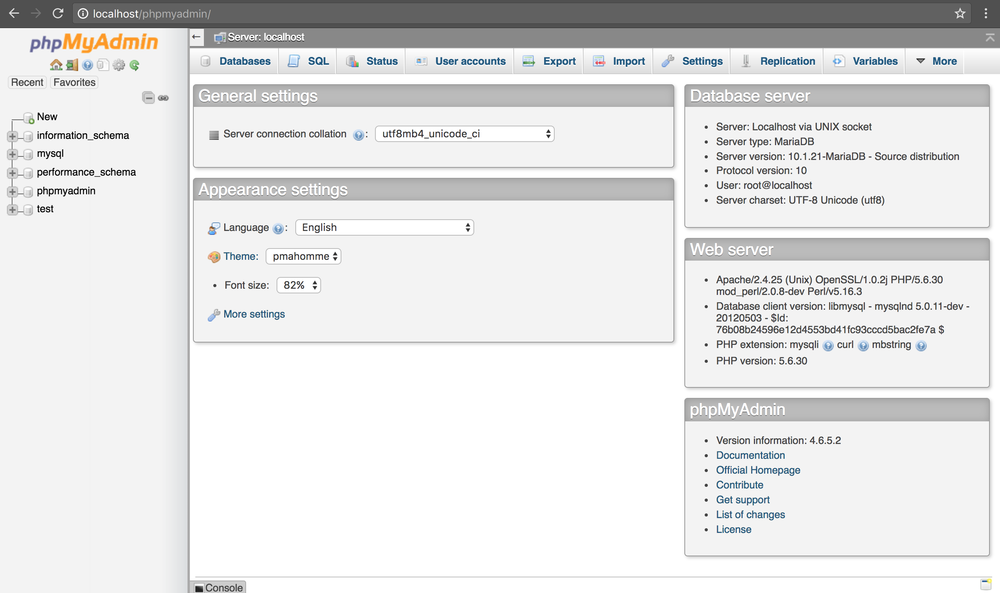 localhost/phpmyadmin/
phpMyAdmin
Recent Favorites
New
information_schema
mysql
performance_schema
phpmyadmin
test
Server: localhost
Databases SQL Status User accounts Export Import Settings Replication Variables More
General settings
Server connection collation : utf8mb4_unicode_ci
Appearance settings
Language : English
Theme: pmahomme
Font size: 82%
More settings
Database server
Server: Localhost via UNIX socket
Server type: MariaDB
Server version: 10.1.21-MariaDB - Source distribution
Protocol version: 10
User: root@localhost
Server charset: UTF-8 Unicode (utf8)
Web server
Apache/2.4.25 (Unix) OpenSSL/1.0.2j PHP/5.6.30
mod_perl/2.0.8-dev Perl/v5.16.3
Database client version: libmysql - mysqlnd 5.0.11-dev -
20120503 - $Id:
76b08b24596e12d4553bd41fc93cccd5bac2fe7a $
PHP extension: mysqli curl mbstring
PHP version: 5.6.30
phpMyAdmin
Version information: 4.6.5.2
Documentation
Official Homepage
Contribute
Get support
List of changes
License
Console